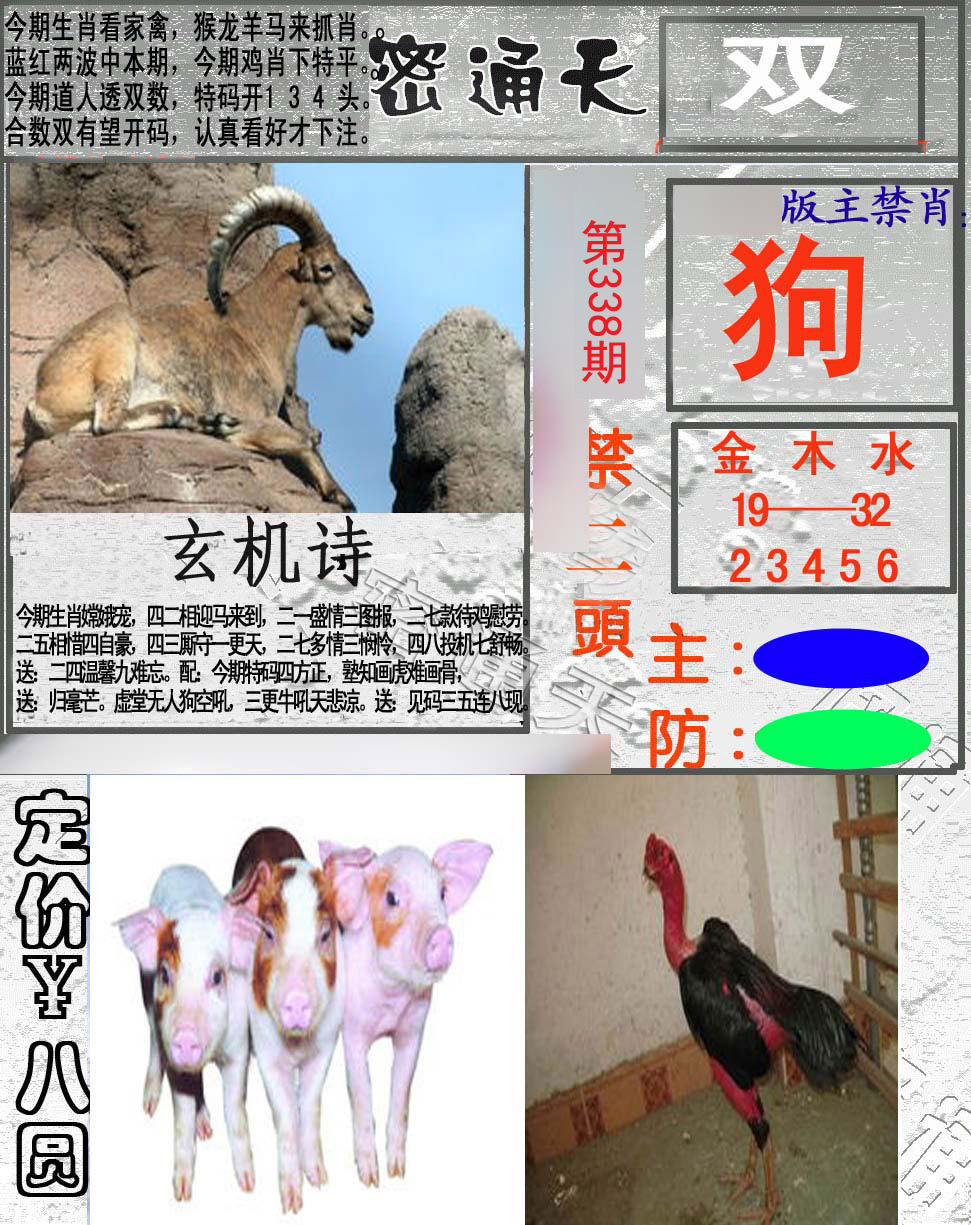 今期生肖看家禽，猴龙羊马来抓肖。
蓝红两波中本期，今期鸡肖下特平。
今期道人透双数，特码开1 3 4 头。
合数双有望开码，认真看好才下注。
密通天
双
第338期
版主禁肖：
狗
禁二頭
金 木 水
19——32
2 3 4 5 6
玄机诗
今期生肖嫦娥宠，四二相迎马来到，二一盛情三图报，二七款待鸡慰劳。
二五相惜四自豪，四三厮守一更天，二七多情三悯怜，四八投机七舒畅。
送：二四温馨九难忘。配：今期特码四方正，塾知画虎难画骨，
送：归毫芒。虚堂无人狗空吼，三更牛吼天悲凉。送：见码三五连八现。
主：
防：
定价￥八圆
密通天